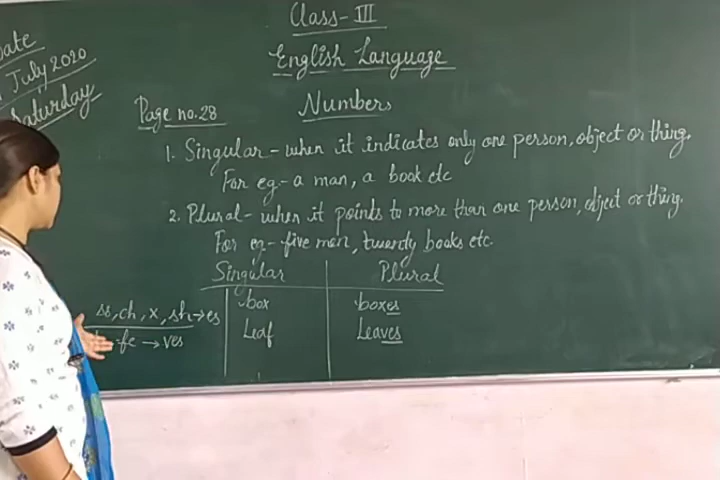 Date
July 2020
Saturday
Class-III
English Language
Page no.28
Numbers
1. Singular - when it indicates only one person, object or thing.
For eg - a man, a book etc
2. Plural - when it points to more than one person, object or thing.
For eg - five men, twenty books etc.
Singular Plural
ss, ch, x, sh → es box boxes
-fe → ves Leaf Leaves